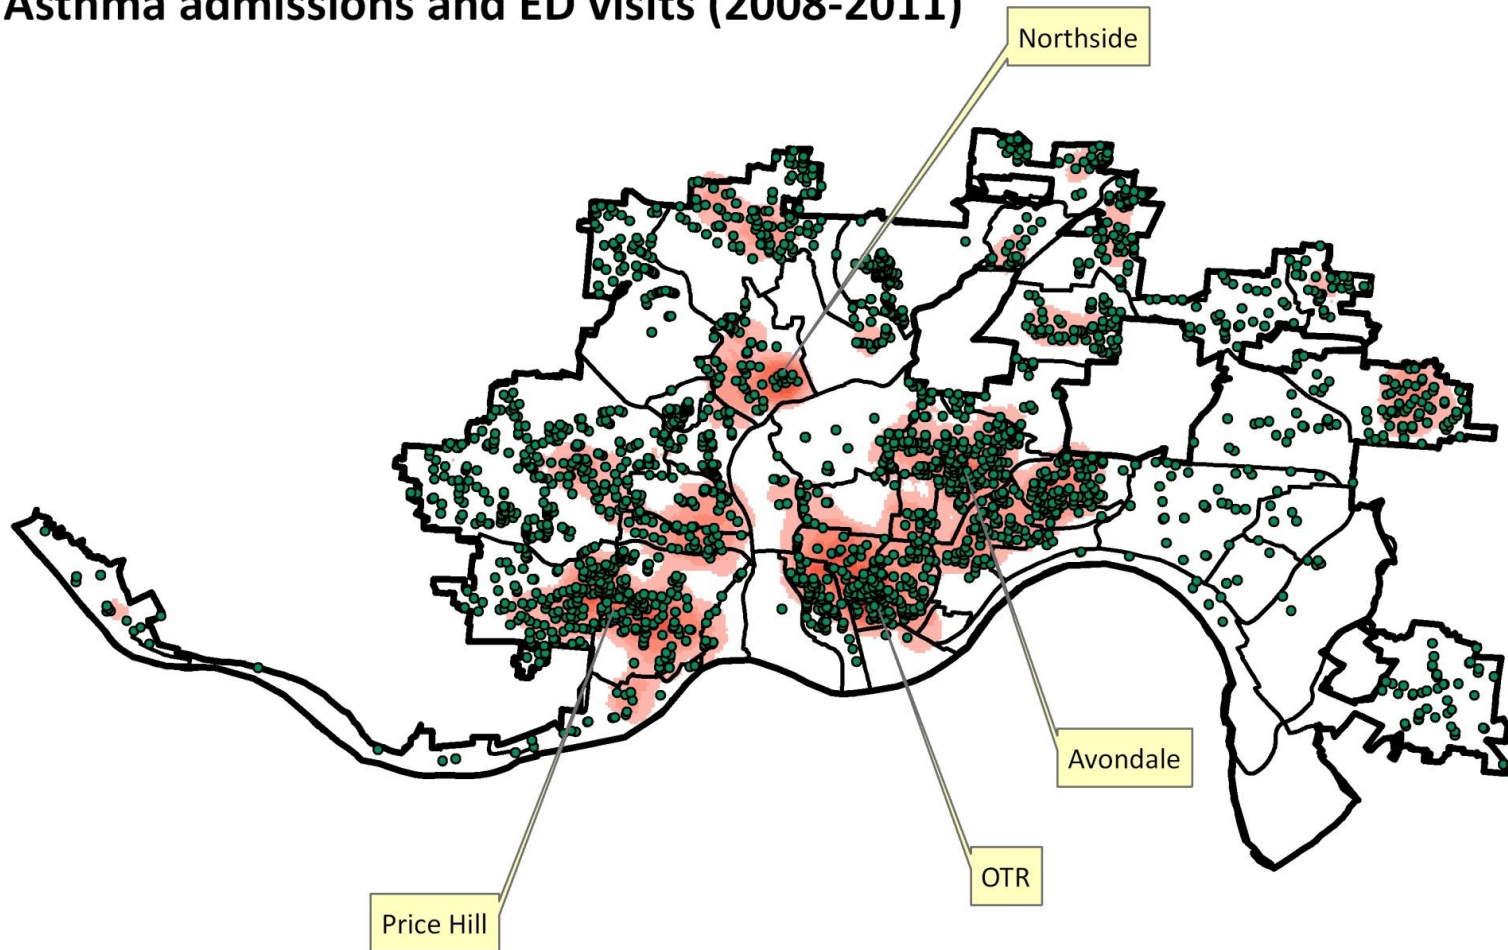 Asthma admissions and ED visits (2008-2011)
Northside
Avondale
OTR
Price Hill